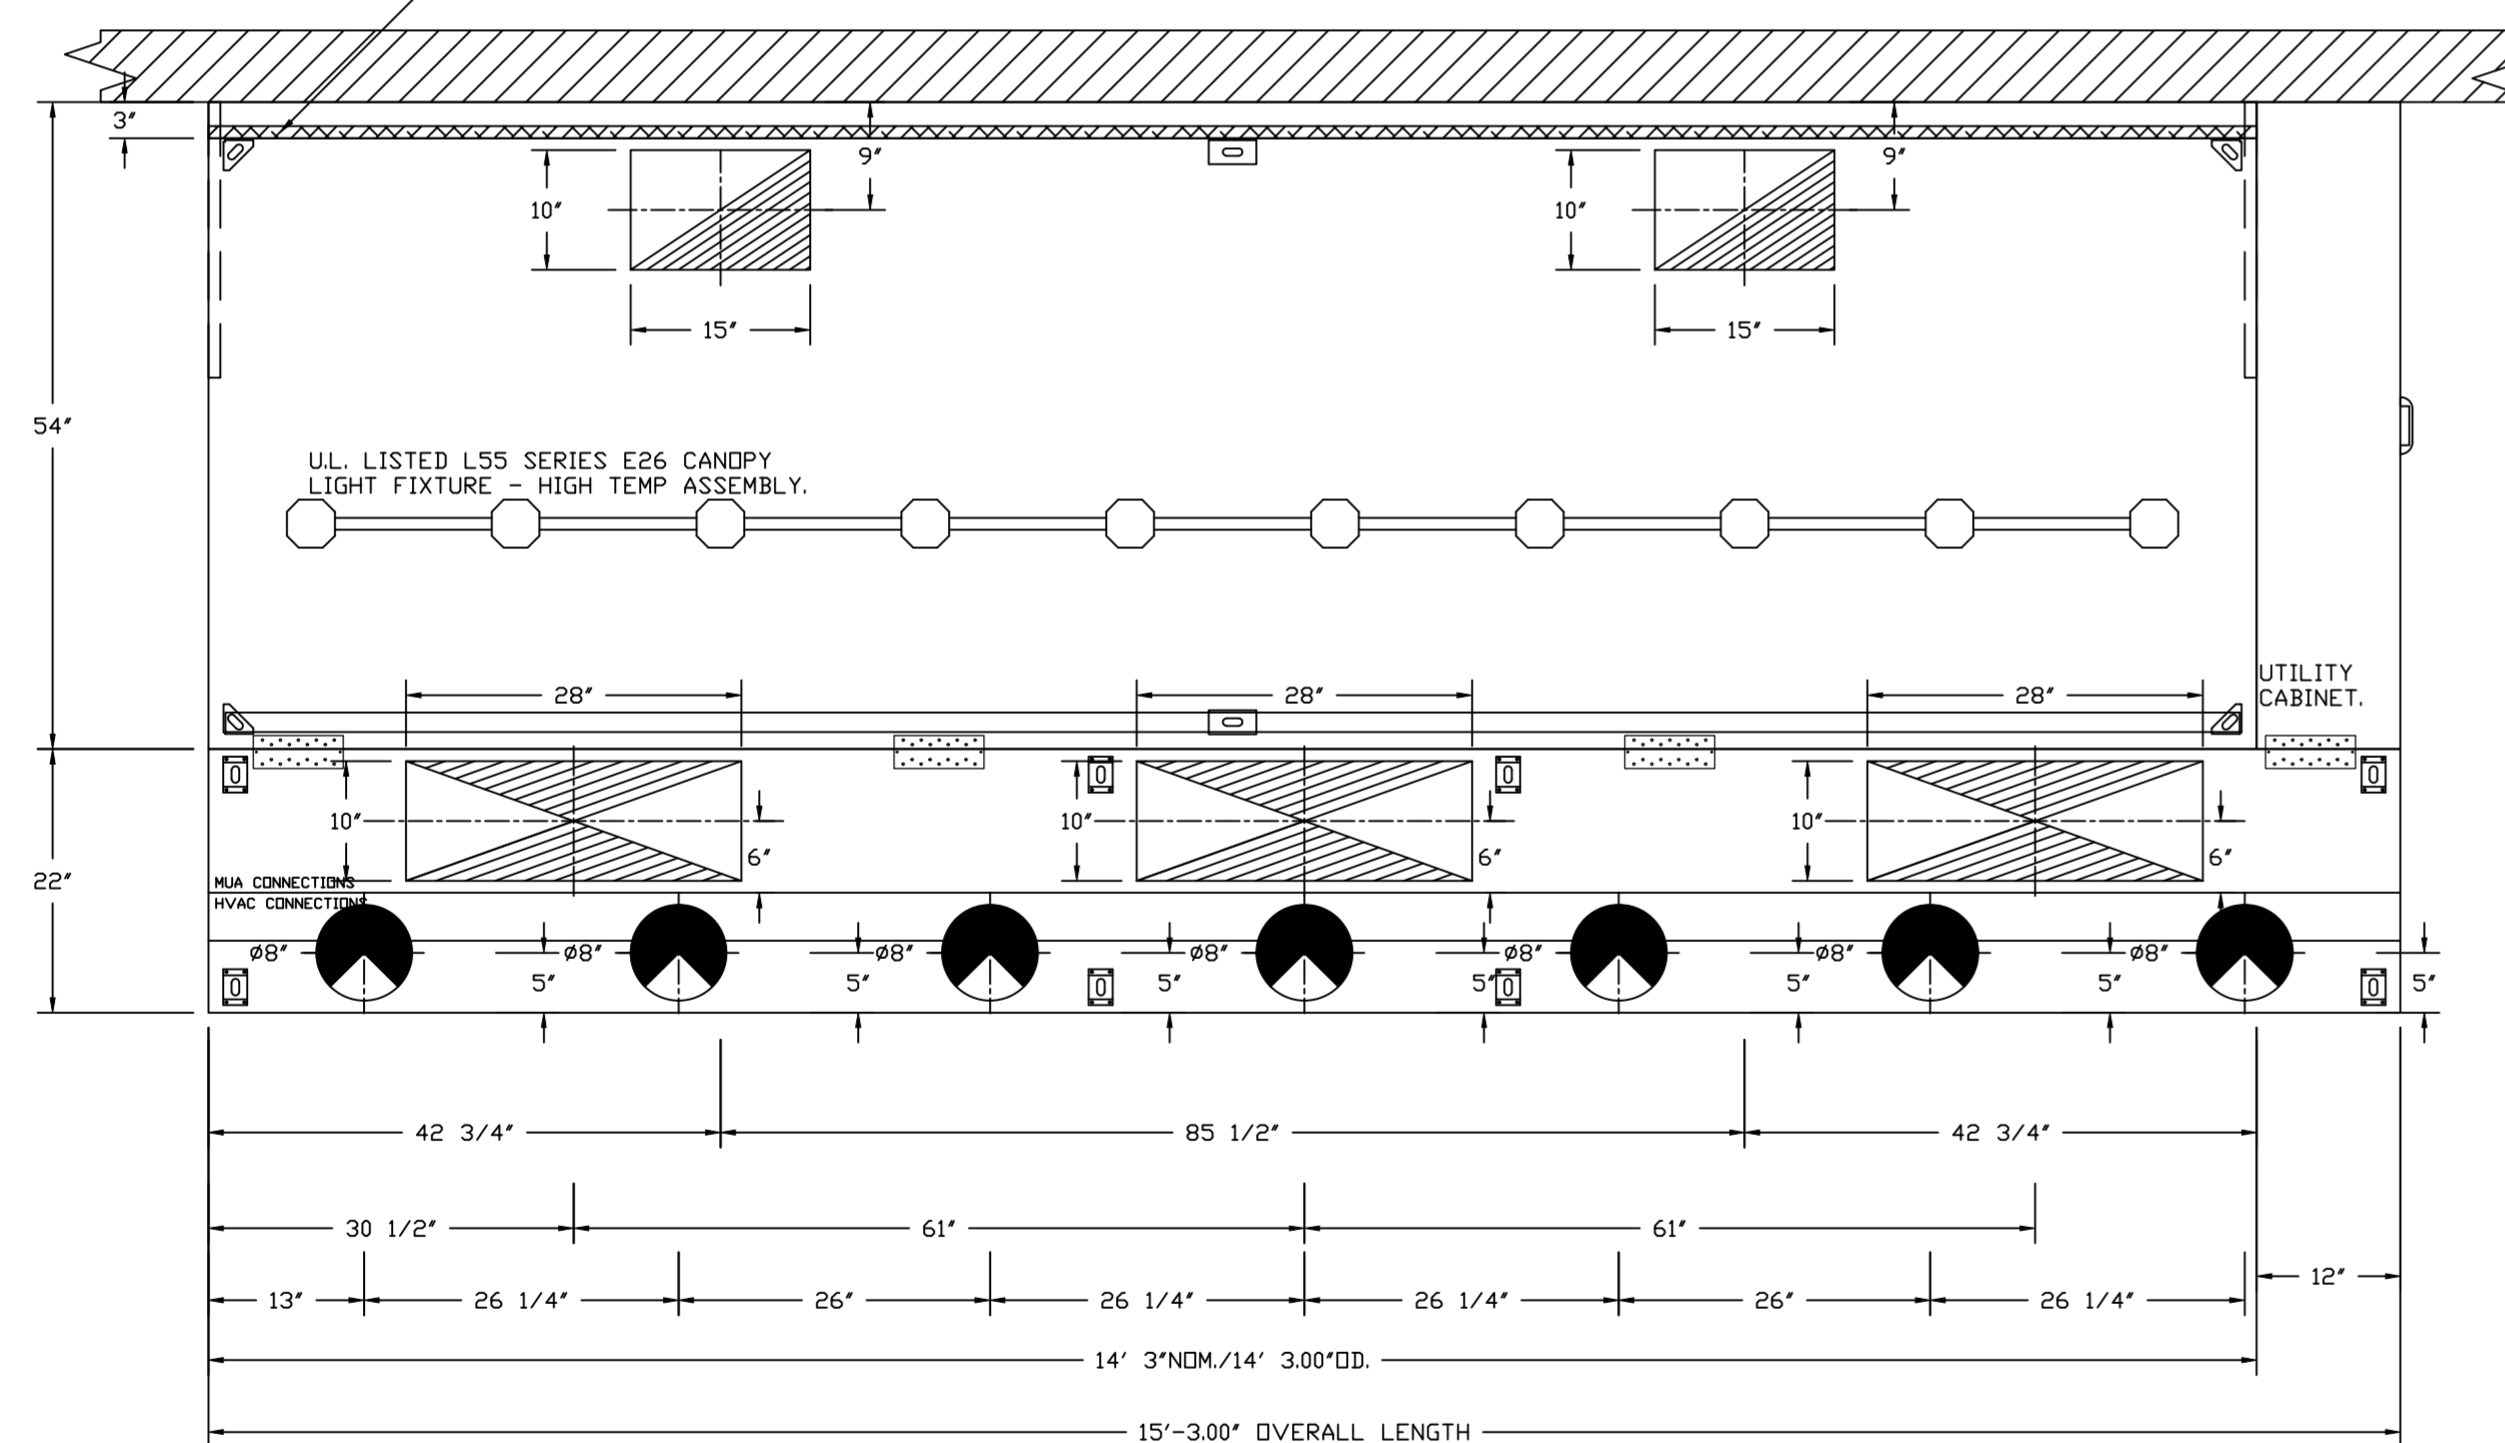 3″
9″
9″
10″
10″
15″
15″
54″
U.L. LISTED L55 SERIES E26 CANOPY
LIGHT FIXTURE - HIGH TEMP ASSEMBLY.
UTILITY
CABINET.
28″
28″
28″
10″
10″
10″
6″
6″
6″
22″
MUA CONNECTIONS
HVAC CONNECTIONS
ø8″
ø8″
ø8″
ø8″
ø8″
ø8″
ø8″
5″
5″
5″
5″
5″
5″
5″
42 3/4″
85 1/2″
42 3/4″
30 1/2″
61″
61″
12″
13″
26 1/4″
26″
26 1/4″
26 1/4″
26″
26 1/4″
14′ 3″NOM./14′ 3.00″OD.
15′-3.00″ OVERALL LENGTH